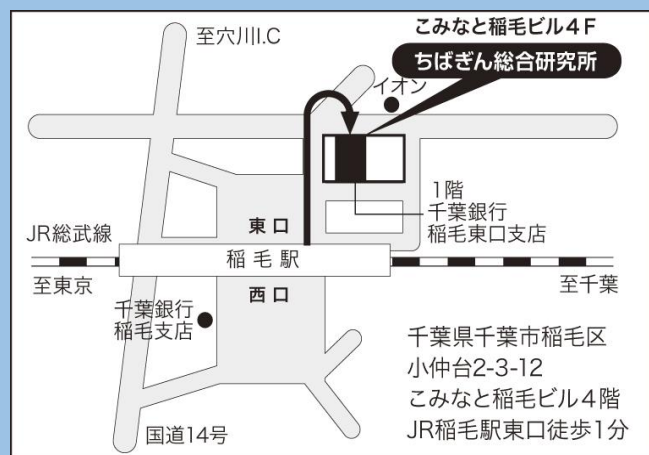 こみなと稲毛ビル4F
ちばぎん総合研究所
至穴川I.C
イオン
1階
千葉銀行
稲毛東口支店
東口
JR総武線
稲毛駅
至東京
至千葉
西口
千葉銀行
稲毛支店
国道14号
千葉県千葉市稲毛区
小仲台2-3-12
こみなと稲毛ビル4階
JR稲毛駅東口徒歩1分